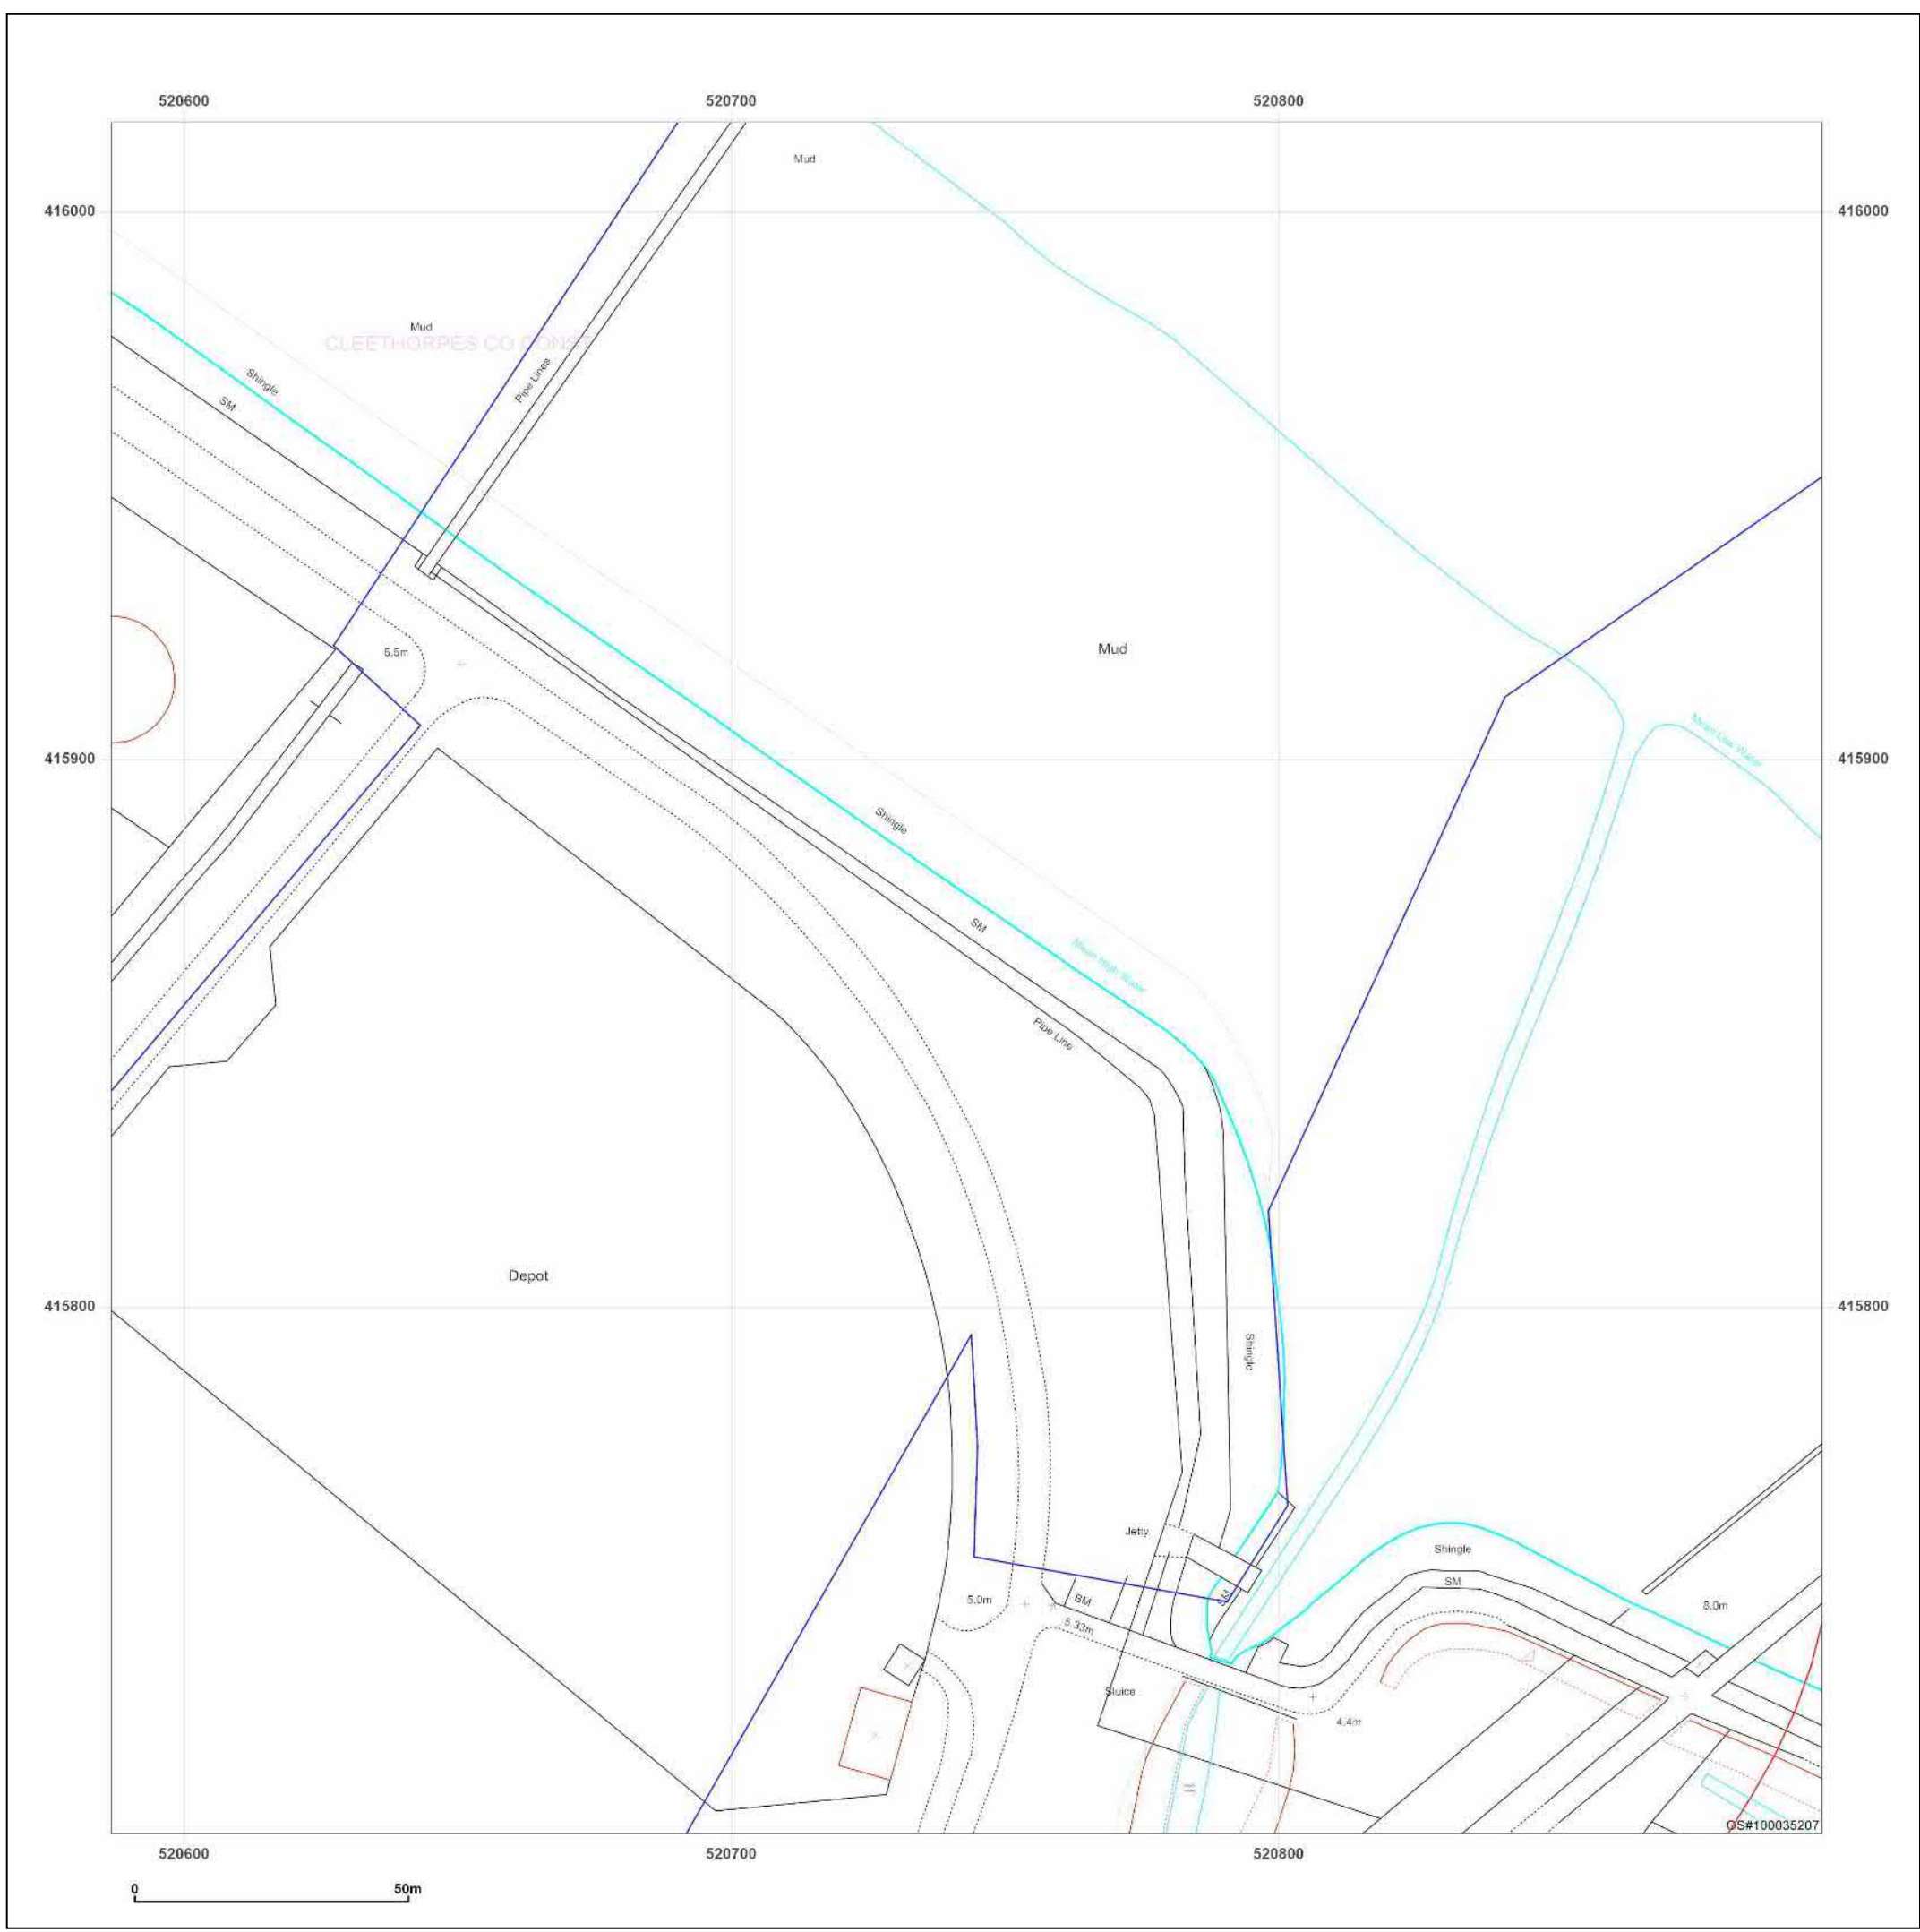 520600
520700
520800
Mud
416000
416000
Mud
CLEETHORPES CO CONST
Pipe Lines
Shingle
SM
Mud
5.5m
Mean Low Water
415900
415900
Shingle
SM
Mean High Water
Pipe Line
Depot
415800
415800
Shingle
Jetty
Shingle
SM
BM
SM
5.0m
5.33m
8.0m
Sluice
4.4m
OS#100035207
520600
520700
520800
0
50m